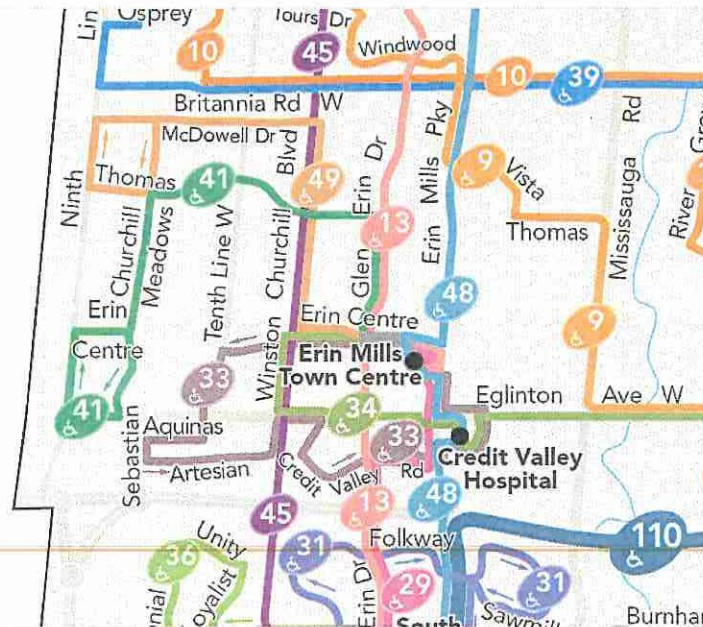 Osprey
Lin
10
45
Tours Dr
Windwood
10
39
Britannia Rd W
McDowell Dr
Blvd
Erin Dr
Mills Pky
Rd
Ninth
Thomas
41
49
9
Vista
13
Thomas
Mississauga
River
Churchill
Meadows
Tenth Line W
Churchill
Glen
Erin
48
Erin
Centre
Erin Centre
9
Winston
Erin Mills
Town Centre
33
41
34
Eglinton Ave W
Sebastian
Aquinas
Artesian
33
Credit Valley Rd
Credit Valley
Hospital
45
13
48
Folkway
110
36
Unity
31
29
31
Erin Dr
South
Sawmill
Burnha